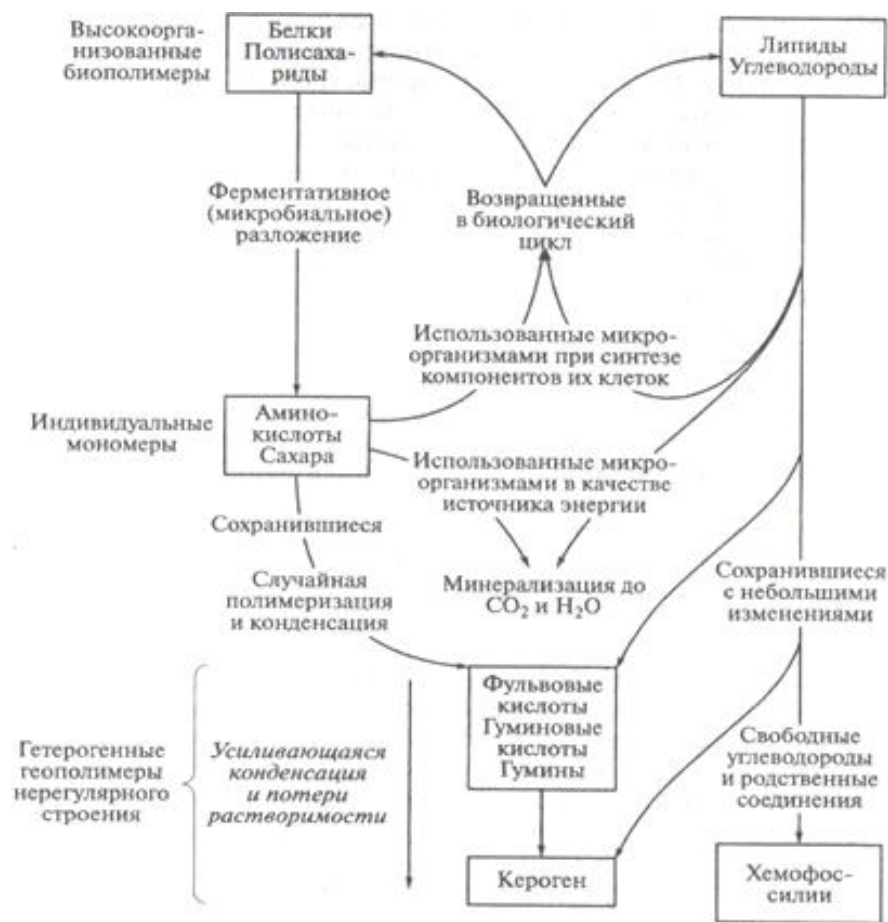 Высокоорга-
низованные
биополимеры
Белки
Полисаха-
риды
Липиды
Углеводороды
Ферментативное
(микробиальное)
разложение
Возвращенные
в биологический
цикл
Использованные микро-
организмами при синтезе
компонентов их клеток
Индивидуальные
мономеры
Амино-
кислоты
Сахара
Использованные микро-
организмами в качестве
источника энергии
Сохранившиеся
Случайная
полимеризация
и конденсация
Минерализация до
CO₂ и H₂O
Сохранившиеся
с небольшими
изменениями
Фульвовые
кислоты
Гуминовые
кислоты
Гумины
Гетерогенные
геополимеры
нерегулярного
строения
Усиливающаяся
конденсация
и потери
растворимости
Свободные
углеводороды
и родственные
соединения
Кероген
Хемофос-
силии